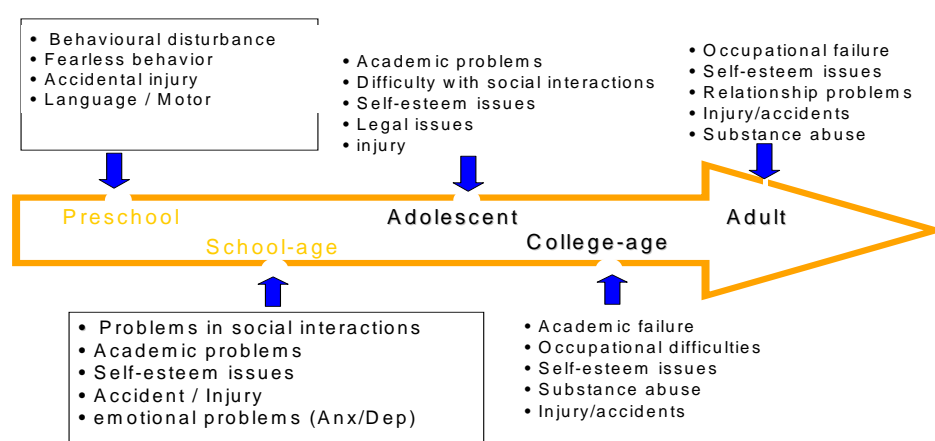 • Behavioural disturbance
• Fearless behavior
• Accidental injury
• Language / Motor
• Academic problems
• Difficulty with social interactions
• Self-esteem issues
• Legal issues
• injury
• Occupational failure
• Self-esteem issues
• Relationship problems
• Injury/accidents
• Substance abuse
Preschool
School-age
Adolescent
College-age
Adult
• Problems in social interactions
• Academic problems
• Self-esteem issues
• Accident / Injury
• emotional problems (Anx/Dep)
• Academic failure
• Occupational difficulties
• Self-esteem issues
• Substance abuse
• Injury/accidents